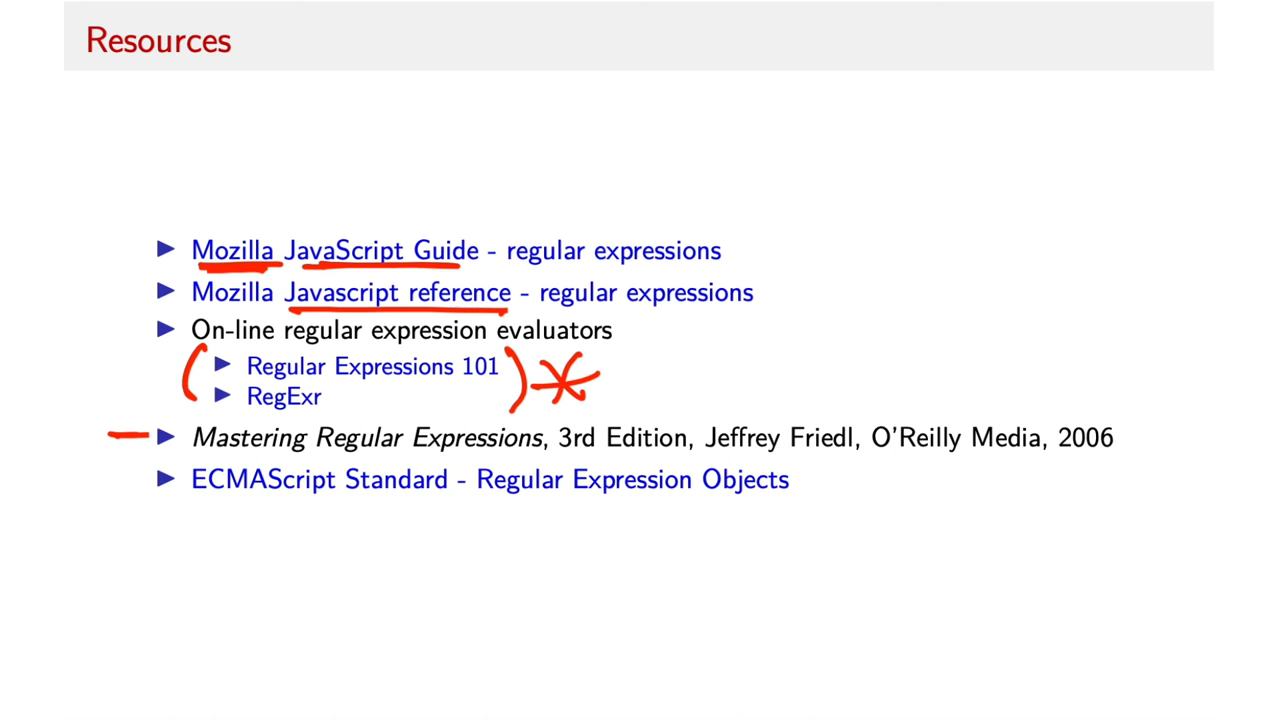 Resources
Mozilla JavaScript Guide - regular expressions
Mozilla Javascript reference - regular expressions
On-line regular expression evaluators
Regular Expressions 101
RegExr
Mastering Regular Expressions, 3rd Edition, Jeffrey Friedl, O'Reilly Media, 2006
ECMAScript Standard - Regular Expression Objects